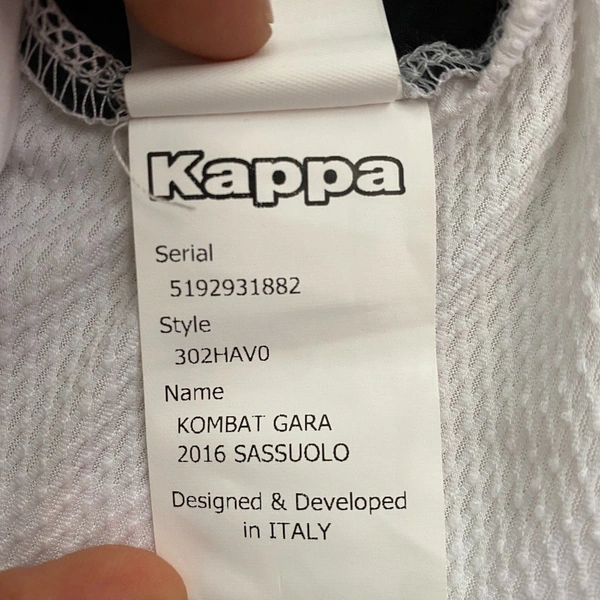 Kappa
Serial
5192931882
Style
302HAV0
Name
KOMBAT GARA
2016 SASSUOLO
Designed & Developed
in ITALY